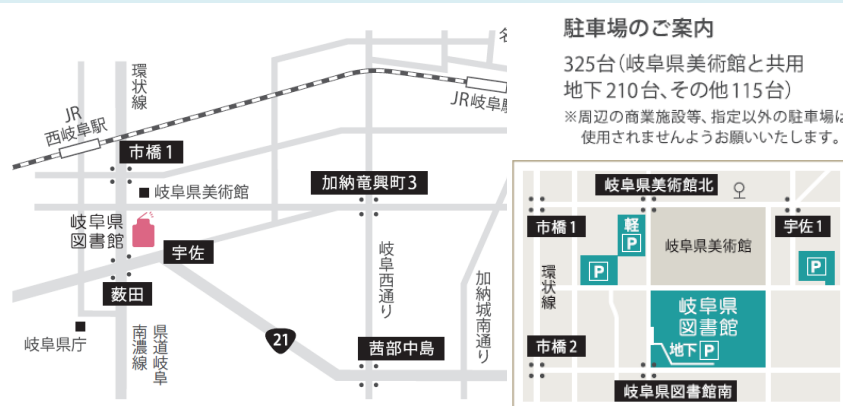 駐車場のご案内
325台(岐阜県美術館と共用
地下210台、その他115台)
※周辺の商業施設等、指定以外の駐車場は
使用されませんようお願いいたします。
名
環状線
JR
西岐阜駅
JR岐阜駅
市橋1
岐阜県美術館
加納竜興町3
岐阜県
図書館
宇佐
薮田
岐阜西通り
加納城南通り
岐阜県庁
県道岐阜
南濃線
21
茜部中島
岐阜県美術館北
市橋1
軽
P
岐阜県美術館
宇佐1
P
P
環状線
岐阜県
図書館
地下P
市橋2
岐阜県図書館南